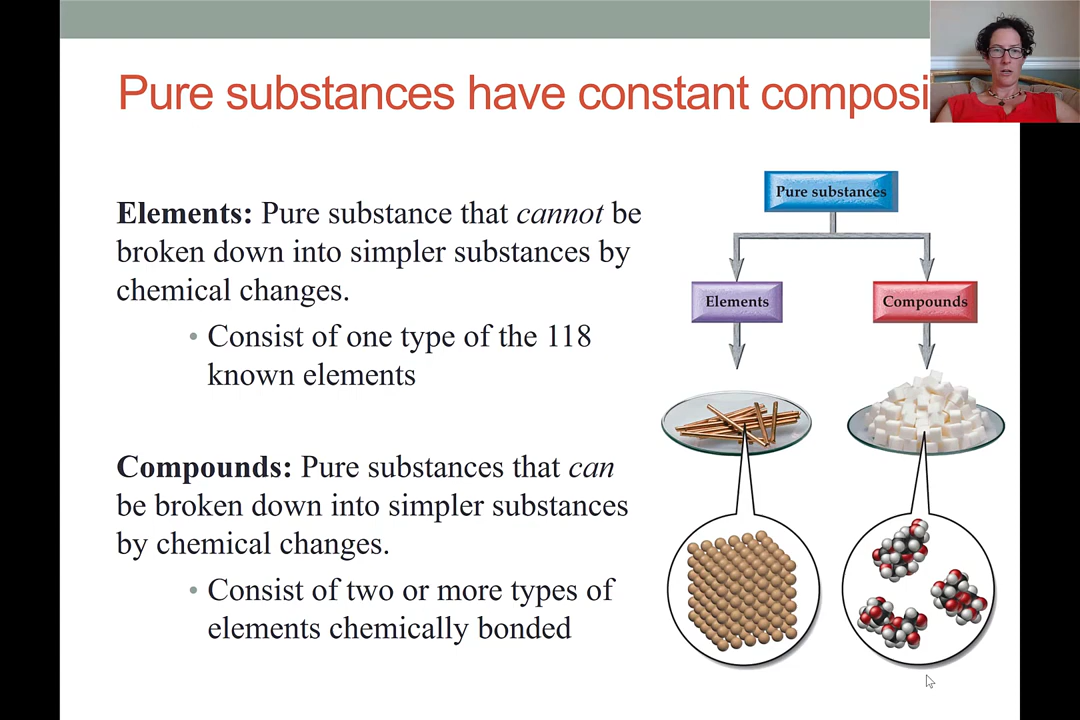 Pure substances have constant composi
Elements: Pure substance that cannot be
broken down into simpler substances by
chemical changes.
• Consist of one type of the 118
known elements
Compounds: Pure substances that can
be broken down into simpler substances
by chemical changes.
• Consist of two or more types of
elements chemically bonded
Pure substances
Elements
Compounds